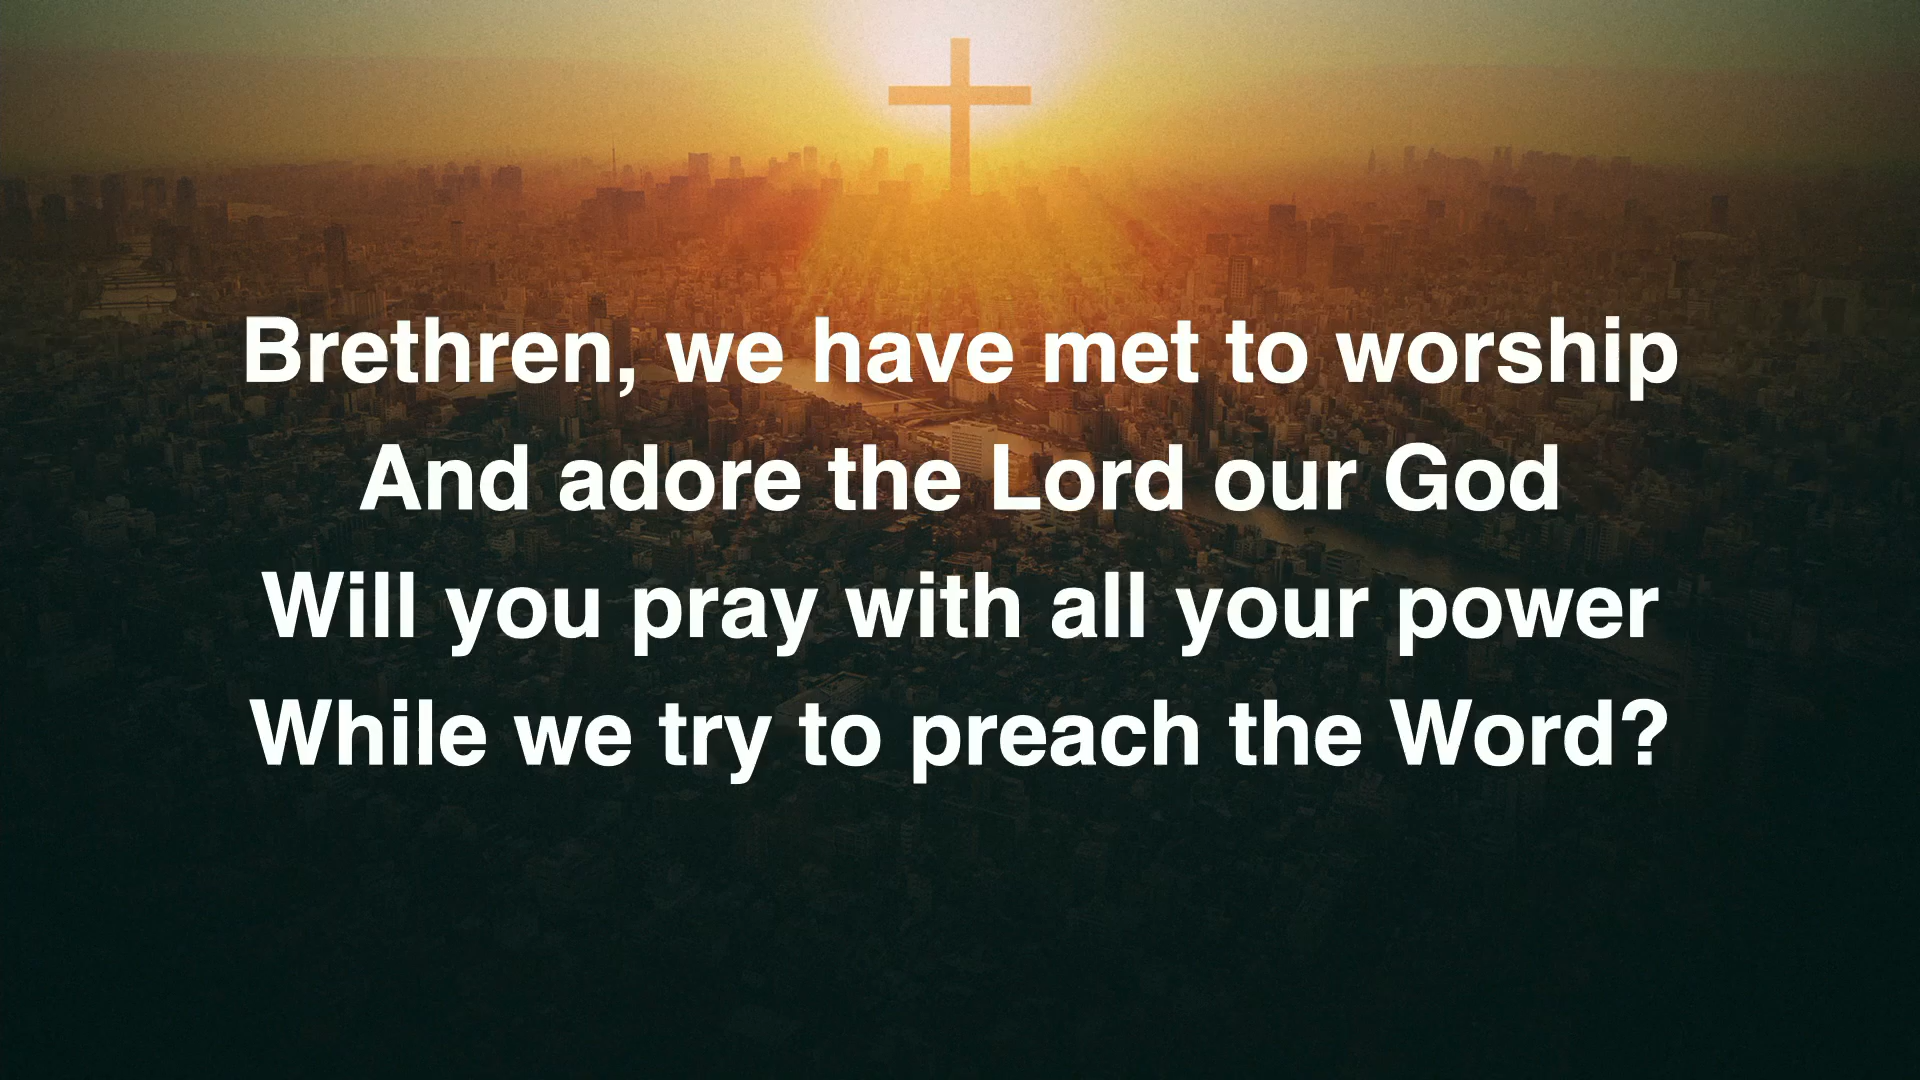 Brethren, we have met to worship
And adore the Lord our God
Will you pray with all your power
While we try to preach the Word?